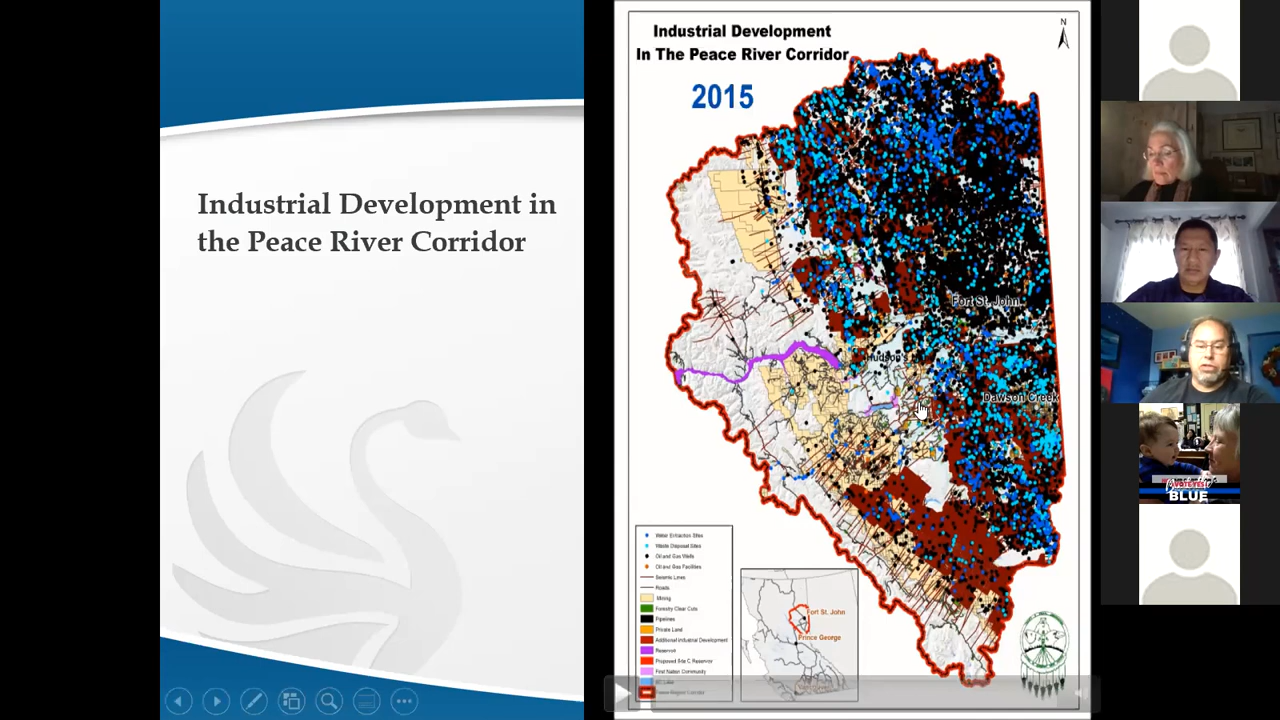 Industrial Development in
the Peace River Corridor
Industrial Development
In The Peace River Corridor
2015
N
Fort St. John
Hudson's
Dawson Creek
Water Extraction Sites
Waste Disposal Sites
Oil and Gas Wells
Oil and Gas Facilities
Seismic Lines
Roads
Mining
Forestry Clear Cuts
Pipelines
Private Land
Additional Industrial Development
Reservoir
Proposed Site C Reservoir
First Nation Community
Fort St. John
Prince George
BLUE